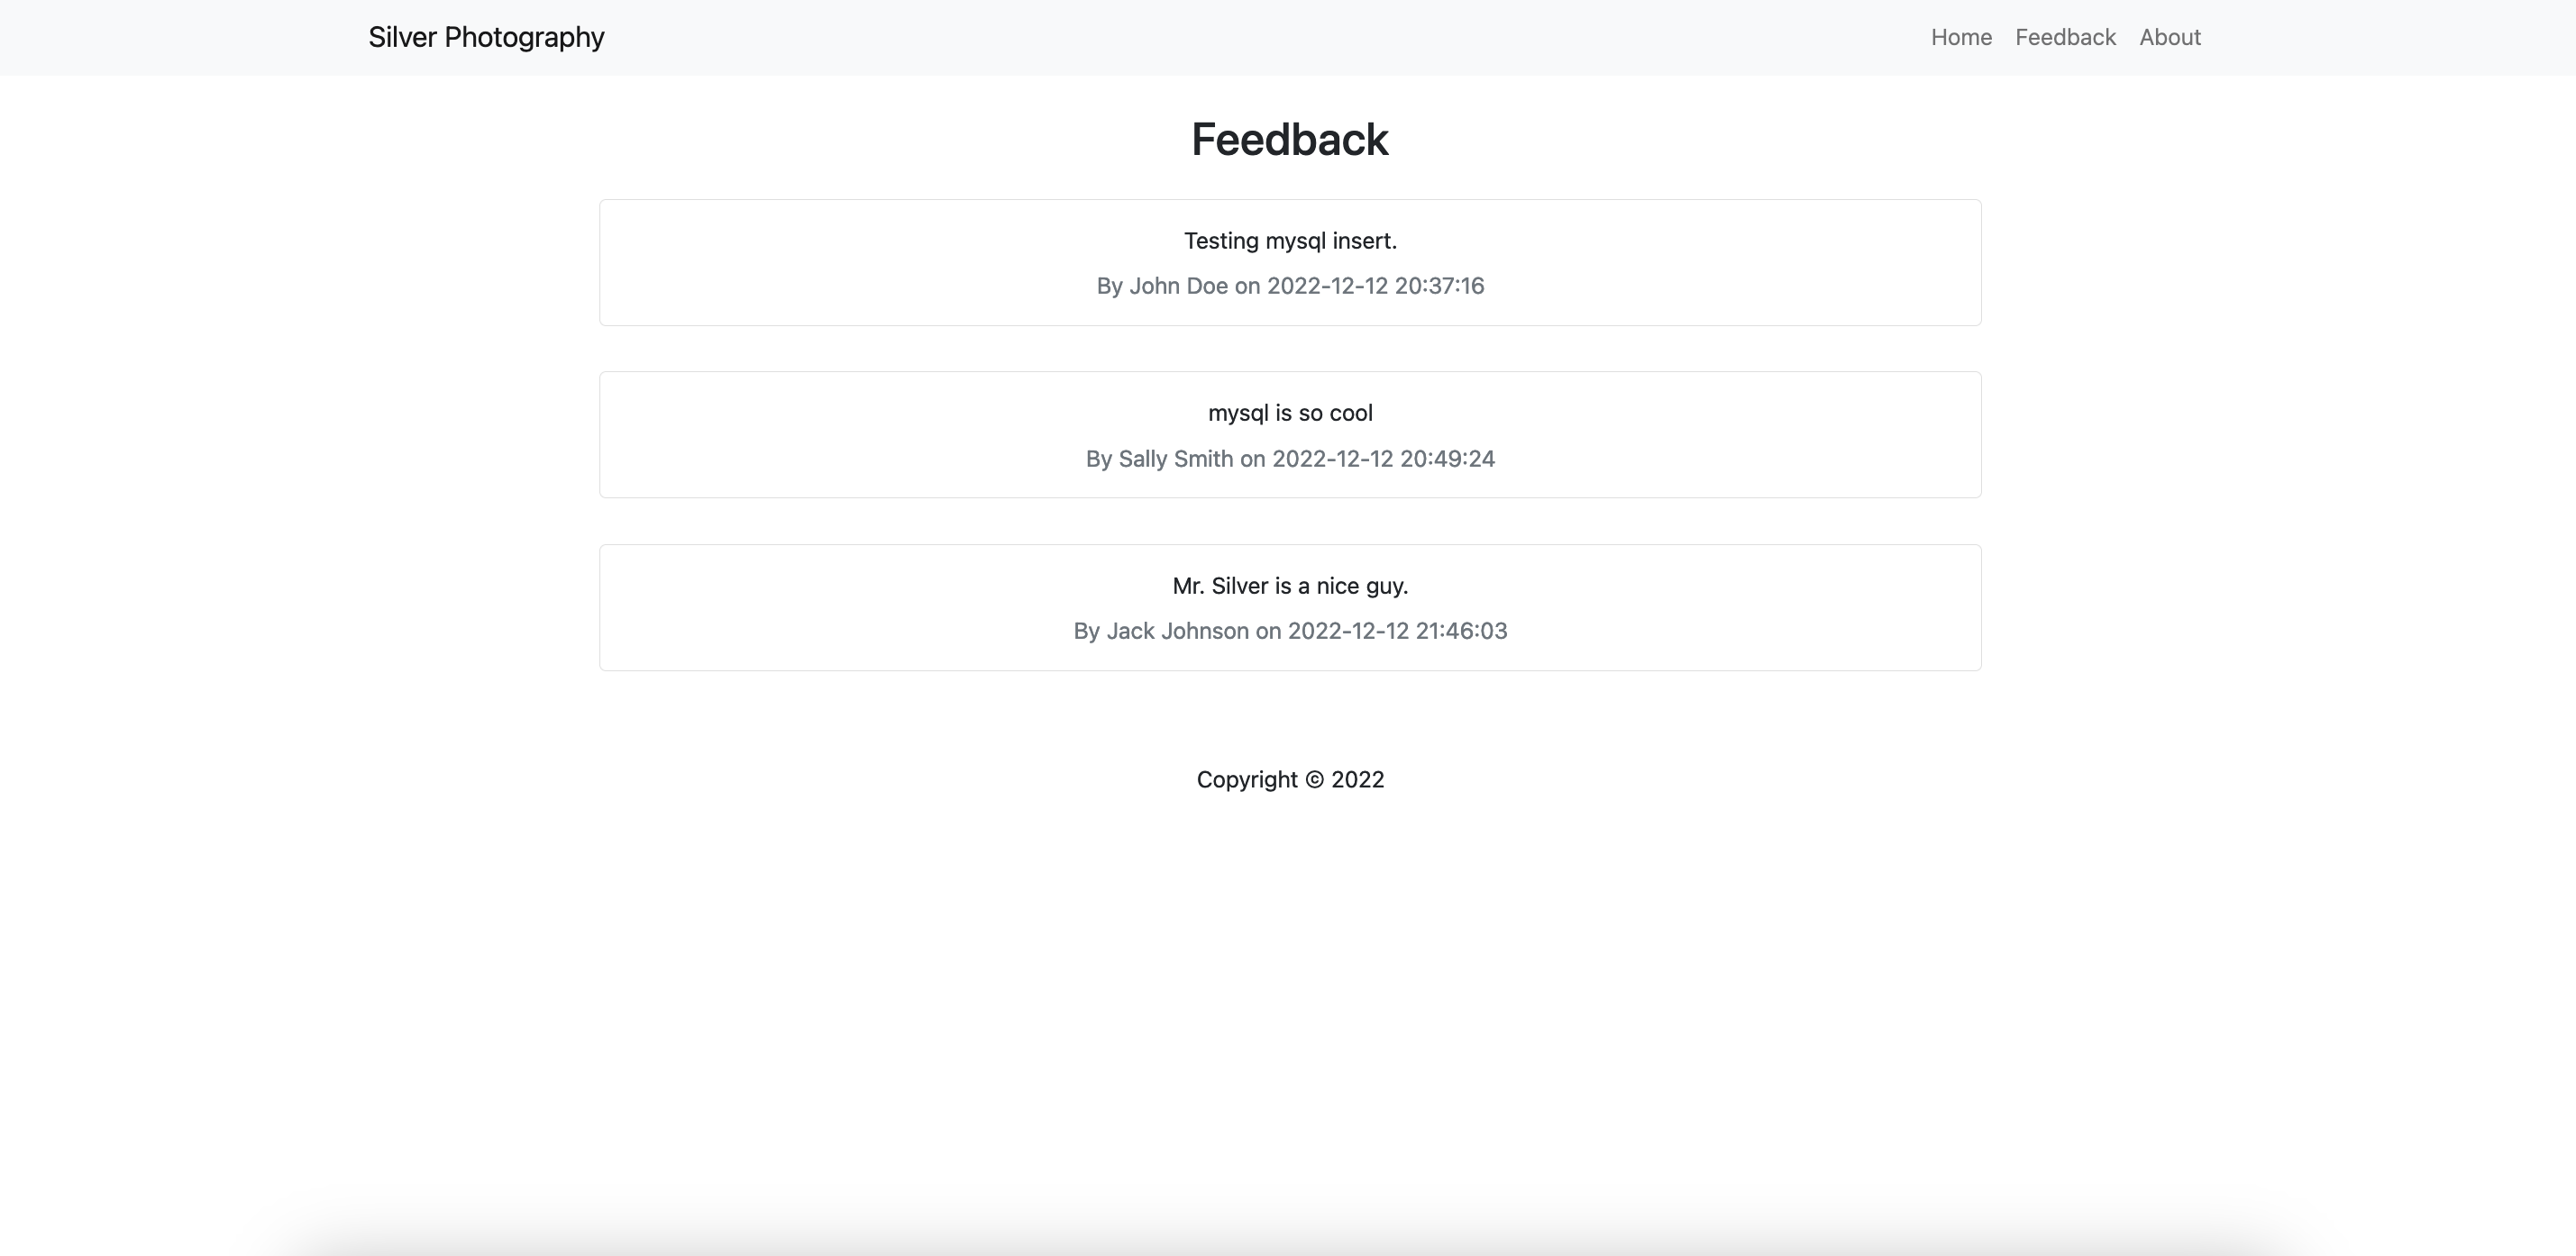 Silver Photography
Home Feedback About
Feedback
Testing mysql insert.
By John Doe on 2022-12-12 20:37:16
mysql is so cool
By Sally Smith on 2022-12-12 20:49:24
Mr. Silver is a nice guy.
By Jack Johnson on 2022-12-12 21:46:03
Copyright © 2022